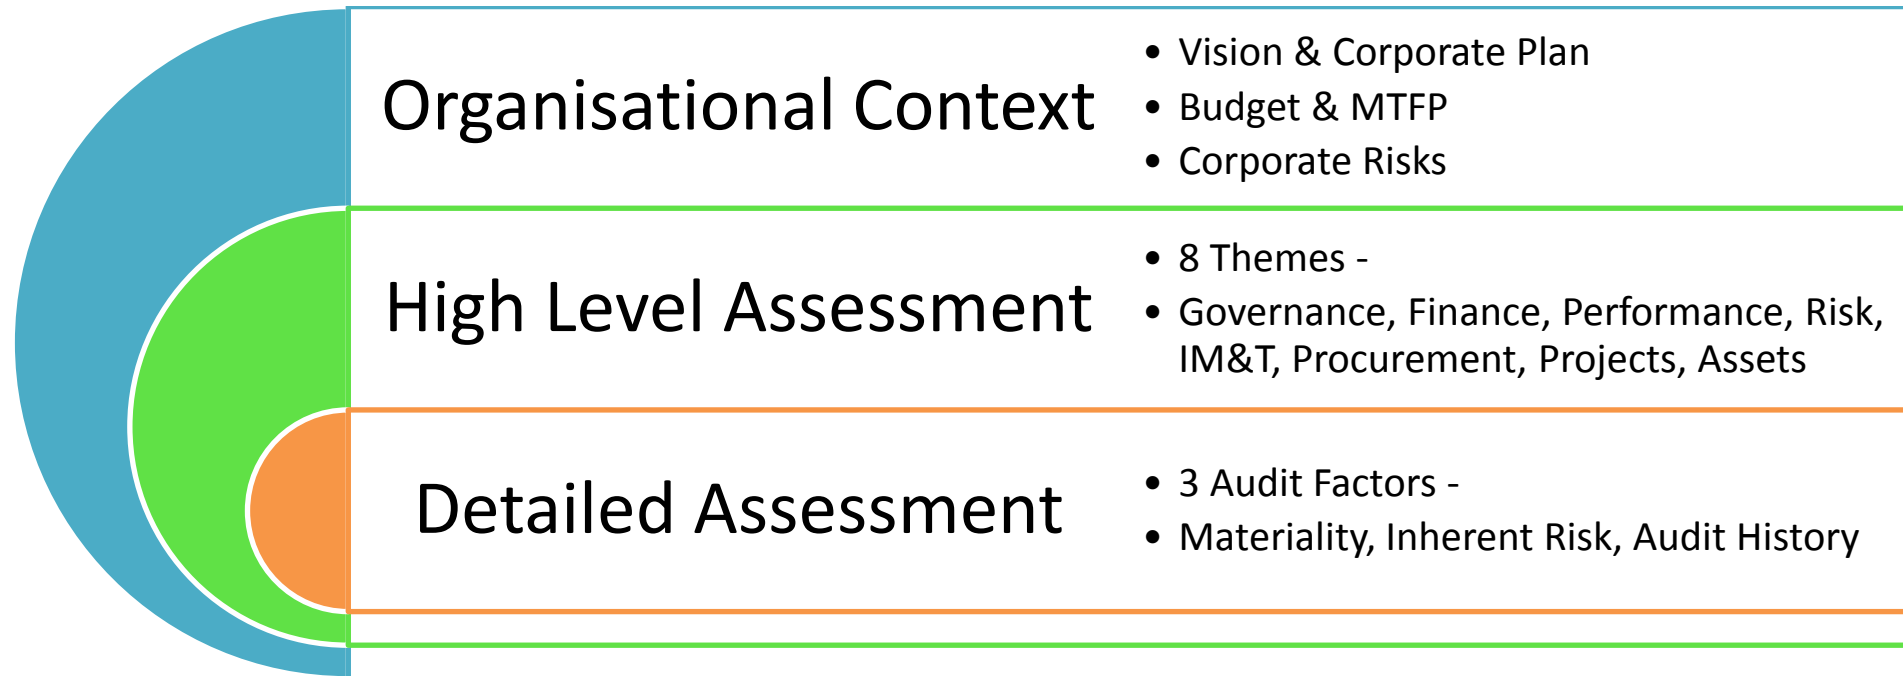 Organisational Context
• Vision & Corporate Plan
• Budget & MTFP
• Corporate Risks
High Level Assessment
• 8 Themes -
• Governance, Finance, Performance, Risk,
IM&T, Procurement, Projects, Assets
Detailed Assessment
• 3 Audit Factors -
• Materiality, Inherent Risk, Audit History